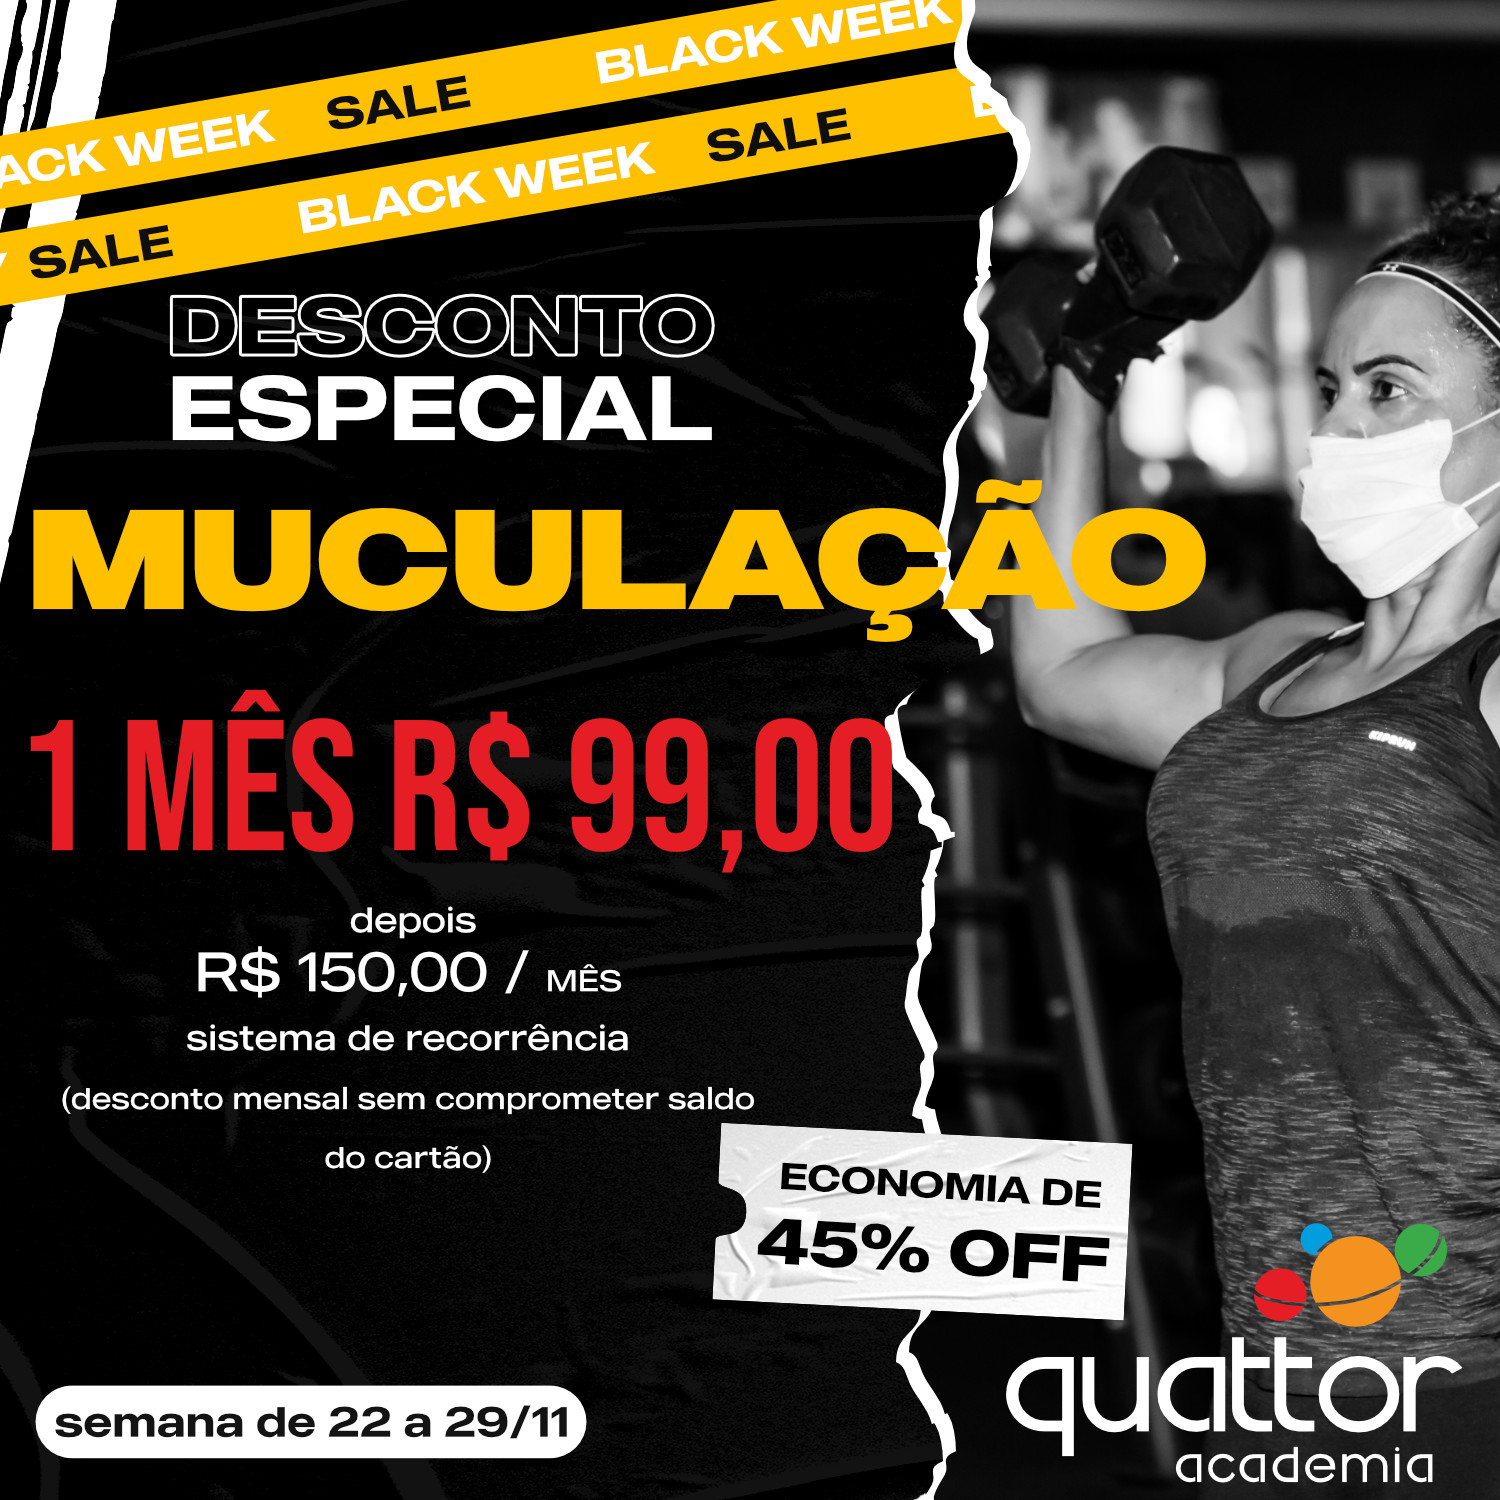 BLACK WEEK
ACK WEEK SALE
BLACK WEEK SALE
SALE
DESCONTO
ESPECIAL
MUCULAÇÃO
1 MÊS R$ 99,00
depois
R$ 150,00 / MÊS
sistema de recorrência
(desconto mensal sem comprometer saldo
do cartão)
ECONOMIA DE
45% OFF
semana de 22 a 29/11
KIPRUN
quattor
academia